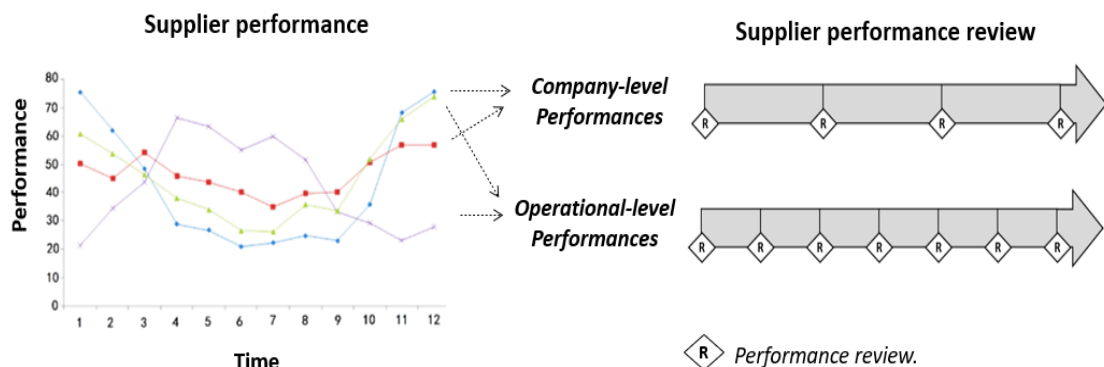 Supplier performance
Performance
80
70
60
50
40
30
20
10
0
1 2 3 4 5 6 7 8 9 10 11 12
Time
Company-level
Performances
Operational-level
Performances
Supplier performance review
R R R R
R R R R R R R
R Performance review.